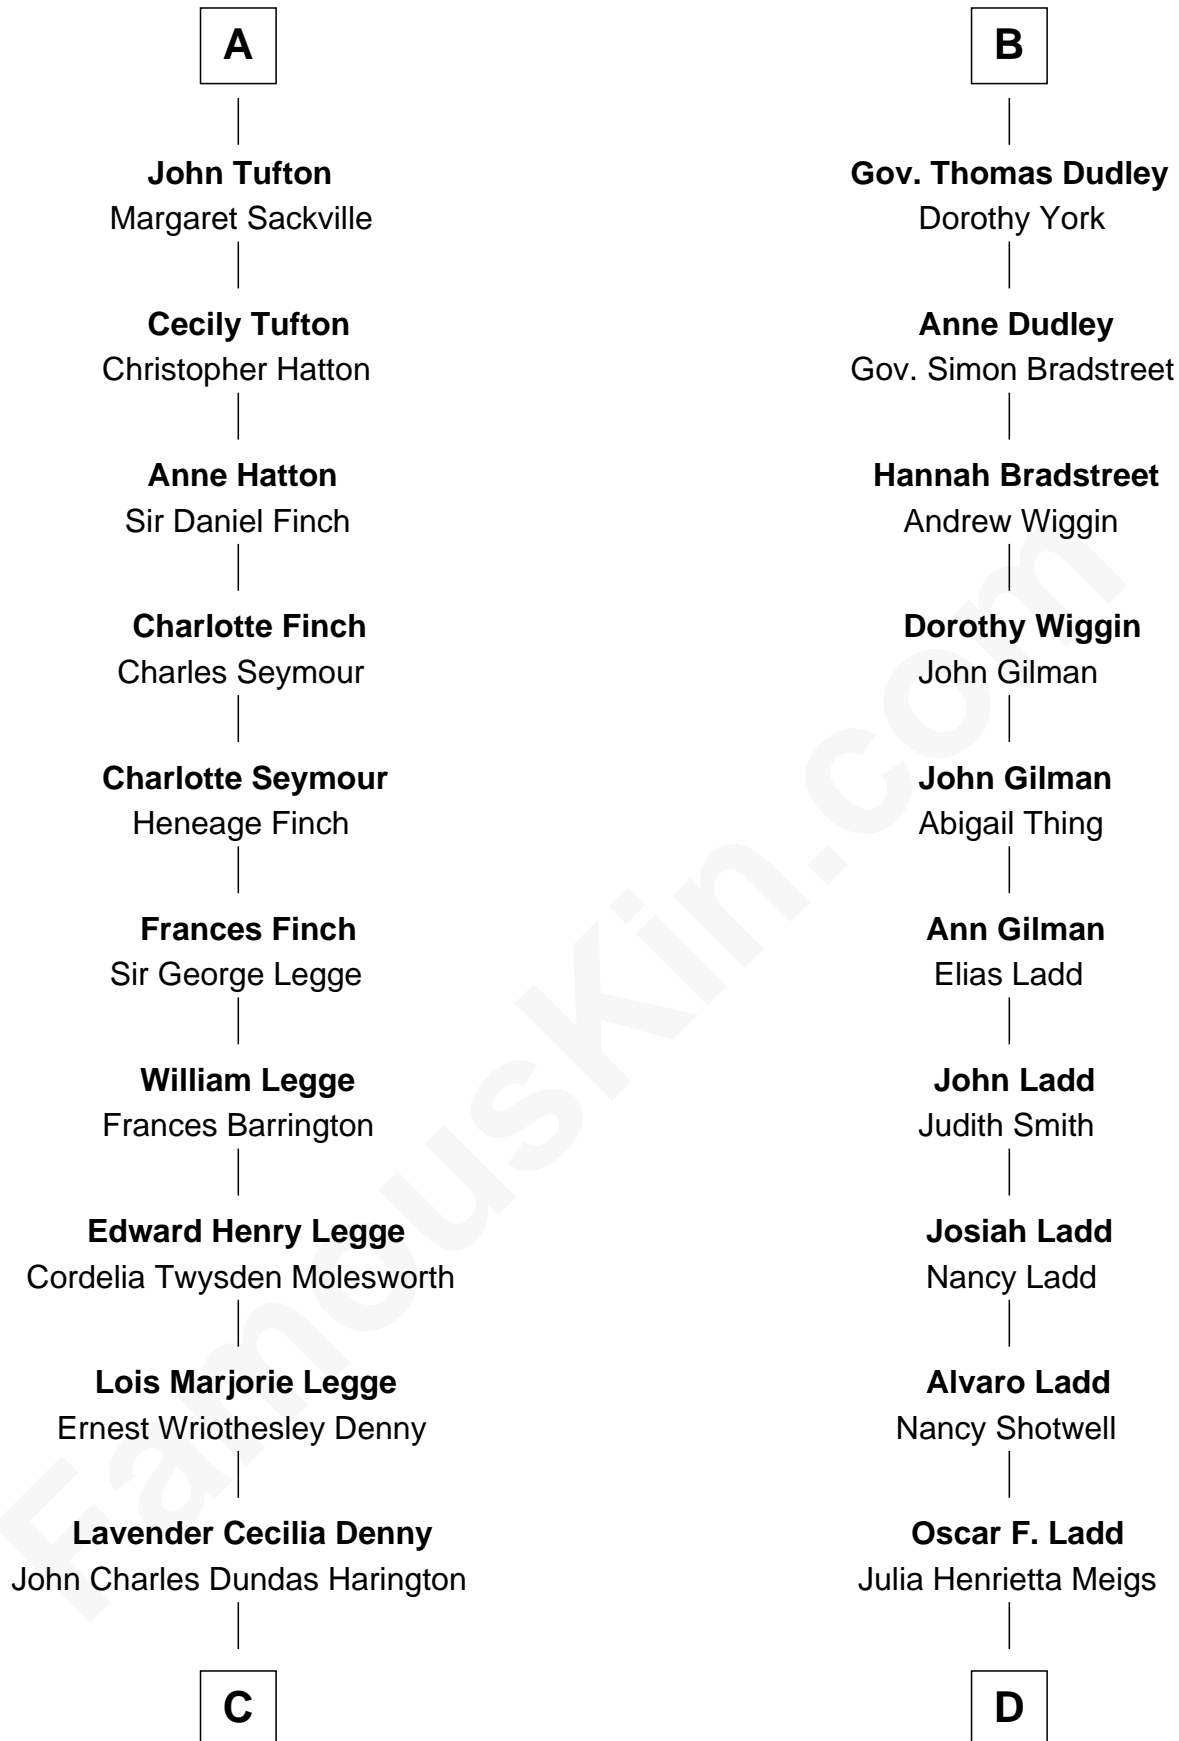 A
John Tufton
Margaret Sackville
Cecily Tufton
Christopher Hatton
Anne Hatton
Sir Daniel Finch
Charlotte Finch
Charles Seymour
Charlotte Seymour
Heneage Finch
Frances Finch
Sir George Legge
William Legge
Frances Barrington
Edward Henry Legge
Cordelia Twysden Molesworth
Lois Marjorie Legge
Ernest Wriothesley Denny
Lavender Cecilia Denny
John Charles Dundas Harington
C
B
Gov. Thomas Dudley
Dorothy York
Anne Dudley
Gov. Simon Bradstreet
Hannah Bradstreet
Andrew Wiggin
Dorothy Wiggin
John Gilman
John Gilman
Abigail Thing
Ann Gilman
Elias Ladd
John Ladd
Judith Smith
Josiah Ladd
Nancy Ladd
Alvaro Ladd
Nancy Shotwell
Oscar F. Ladd
Julia Henrietta Meigs
D
FamousKin.com